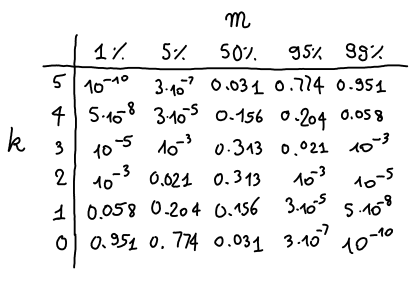 m
1% 5% 50% 95% 99%
5 10⁻¹⁰ 3·10⁻⁷ 0.031 0.774 0.951
4 5·10⁻⁸ 3·10⁻⁵ 0.156 0.204 0.058
k 3 10⁻⁵ 10⁻³ 0.313 0.021 10⁻³
2 10⁻³ 0.021 0.313 10⁻³ 10⁻⁵
1 0.058 0.204 0.156 3·10⁻⁵ 5·10⁻⁸
0 0.951 0.774 0.031 3·10⁻⁷ 10⁻¹⁰